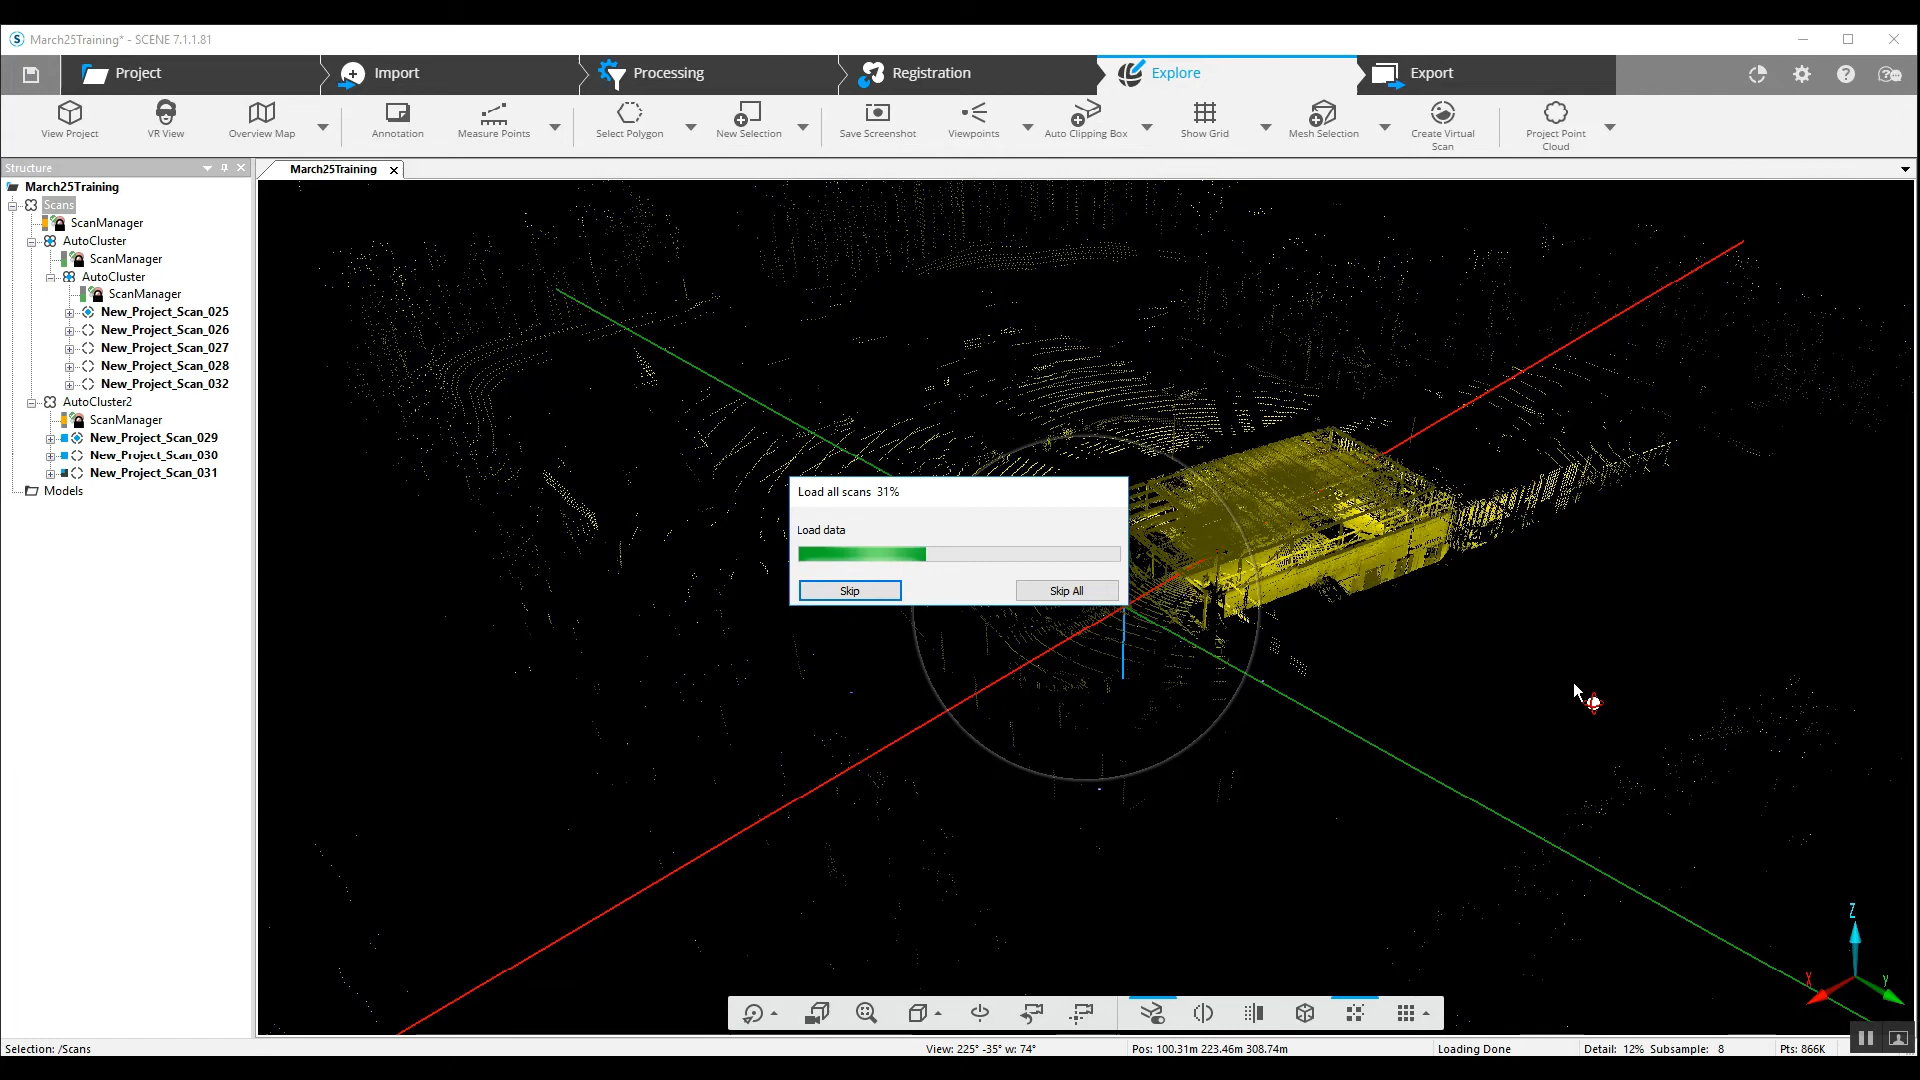 March25Training* - SCENE 7.1.1.81
Project
Import
Processing
Registration
Explore
Export
View Project
VR View
Overview Map
Annotation
Measure Points
Select Polygon
New Selection
Save Screenshot
Viewpoints
Auto Clipping Box
Show Grid
Mesh Selection
Create Virtual
Scan
Project Point
Cloud
Structure
March25Training
March25Training
Scans
ScanManager
AutoCluster
ScanManager
AutoCluster
ScanManager
New_Project_Scan_025
New_Project_Scan_026
New_Project_Scan_027
New_Project_Scan_028
New_Project_Scan_032
AutoCluster2
ScanManager
New_Project_Scan_029
New_Project_Scan_030
New_Project_Scan_031
Models
Load all scans 31%
Load data
Skip
Skip All
Z
X
y
Selection: /Scans
View: 225° -35° w: 74°
Pos: 100.31m 223.46m 308.74m
Loading Done
Detail: 12% Subsample: 8
Pts: 866K